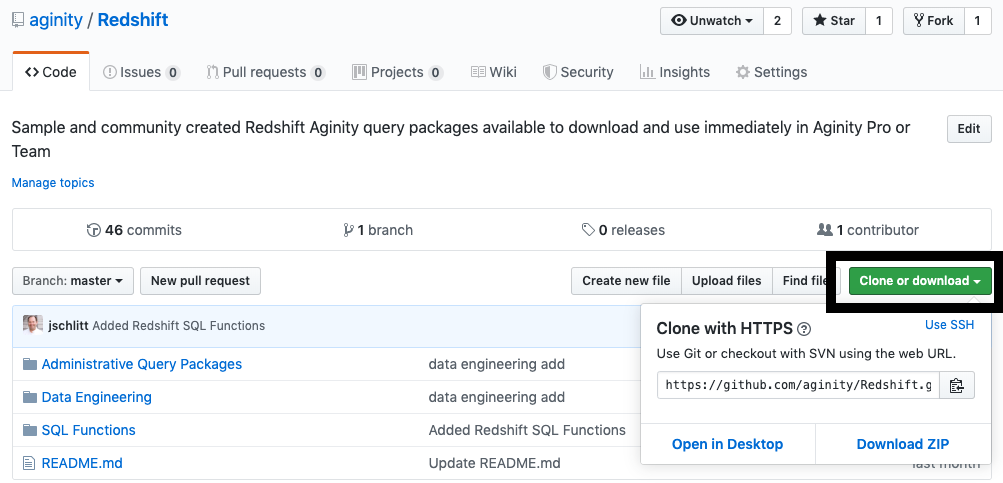 aginity / Redshift
Unwatch 2 Star 1 Fork 1
Code Issues 0 Pull requests 0 Projects 0 Wiki Security Insights Settings
Sample and community created Redshift Aginity query packages available to download and use immediately in Aginity Pro or
Team
Edit
Manage topics
46 commits 1 branch 0 releases 1 contributor
Branch: master New pull request Create new file Upload files Find file Clone or download
jschlitt Added Redshift SQL Functions
Administrative Query Packages data engineering add
Data Engineering data engineering add
SQL Functions Added Redshift SQL Functions
README.md Update README.md last month
Clone with HTTPS Use SSH
Use Git or checkout with SVN using the web URL.
https://github.com/aginity/Redshift.g
Open in Desktop Download ZIP